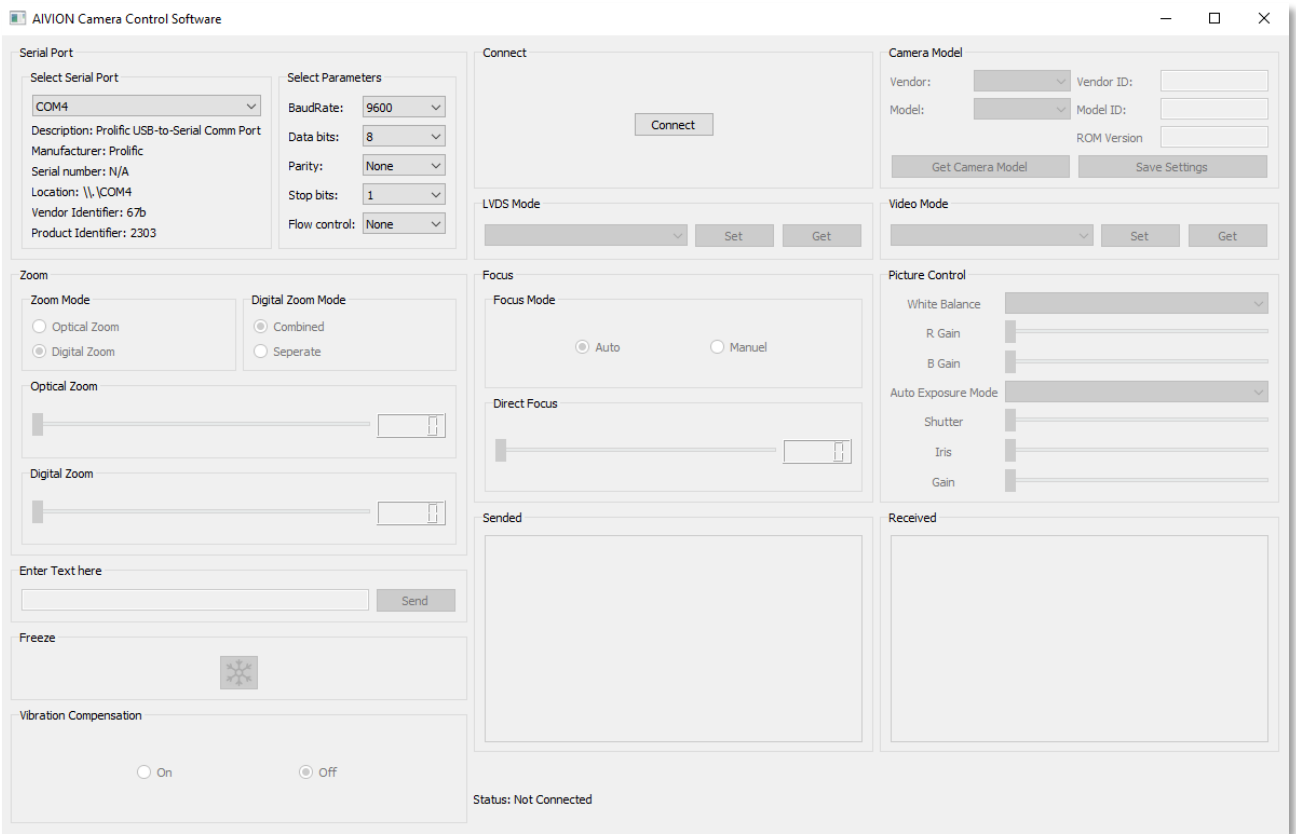 AIVION Camera Control Software
Serial Port
Select Serial Port
COM4
Description: Prolific USB-to-Serial Comm Port
Manufacturer: Prolific
Serial number: N/A
Location: \\.\COM4
Vendor Identifier: 67b
Product Identifier: 2303
Select Parameters
BaudRate: 9600
Data bits: 8
Parity: None
Stop bits: 1
Flow control: None
Connect
Connect
Camera Model
Vendor: Vendor ID:
Model: Model ID:
ROM Version
Get Camera Model Save Settings
LVDS Mode
Set Get
Video Mode
Set Get
Zoom
Zoom Mode
Optical Zoom
Digital Zoom
Digital Zoom Mode
Combined
Seperate
Optical Zoom
0
Digital Zoom
0
Focus
Focus Mode
Auto Manuel
Direct Focus
0
Picture Control
White Balance
R Gain
B Gain
Auto Exposure Mode
Shutter
Iris
Gain
Enter Text here
Send
Freeze
Vibration Compensation
On Off
Sended
Received
Status: Not Connected